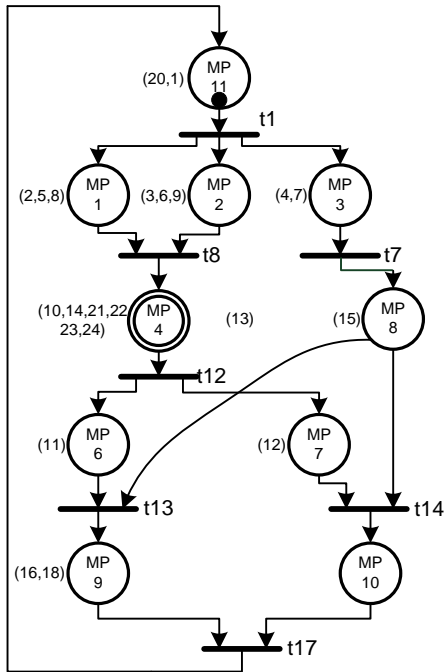 (20,1)
MP
11
t1
(2,5,8)
MP
1
(3,6,9)
MP
2
(4,7)
MP
3
t8
t7
(10,14,21,22
23,24)
MP
4
(13)
(15)
MP
8
t12
(11)
MP
6
(12)
MP
7
t13
t14
(16,18)
MP
9
MP
10
t17